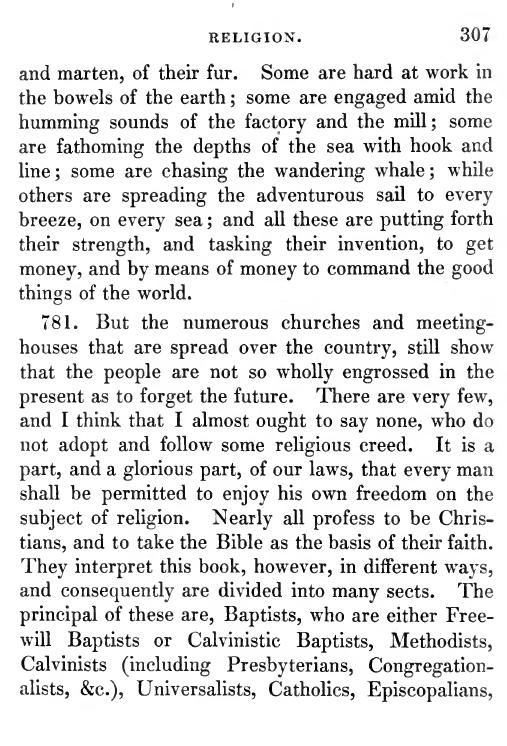 RELIGION. 307
and marten, of their fur. Some are hard at work in
the bowels of the earth; some are engaged amid the
humming sounds of the factory and the mill; some
are fathoming the depths of the sea with hook and
line; some are chasing the wandering whale; while
others are spreading the adventurous sail to every
breeze, on every sea; and all these are putting forth
their strength, and tasking their invention, to get
money, and by means of money to command the good
things of the world.
781. But the numerous churches and meeting-
houses that are spread over the country, still show
that the people are not so wholly engrossed in the
present as to forget the future. There are very few,
and I think that I almost ought to say none, who do
not adopt and follow some religious creed. It is a
part, and a glorious part, of our laws, that every man
shall be permitted to enjoy his own freedom on the
subject of religion. Nearly all profess to be Chris-
tians, and to take the Bible as the basis of their faith.
They interpret this book, however, in different ways,
and consequently are divided into many sects. The
principal of these are, Baptists, who are either Free-
will Baptists or Calvinistic Baptists, Methodists,
Calvinists (including Presbyterians, Congregation-
alists, &c.), Universalists, Catholics, Episcopalians,